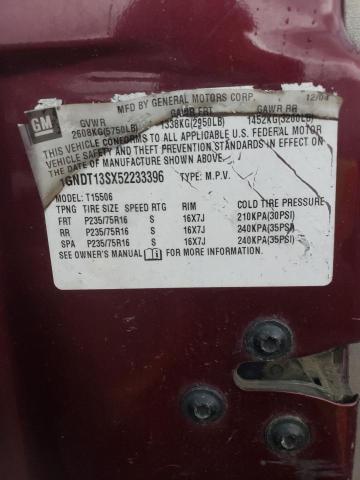 GM
MFD BY GENERAL MOTORS CORP. 12/04
GVWR GAWR FRT GAWR RR
2608KG(5750LB) 1338KG(2950LB) 1452KG(3200LB)
THIS VEHICLE CONFORMS TO ALL APPLICABLE U.S. FEDERAL MOTOR
VEHICLE SAFETY, BUMPER, AND THEFT PREVENTION STANDARDS IN
EFFECT ON THE DATE OF MANUFACTURE SHOWN ABOVE.
1GNDT13SX52233396 TYPE: M.P.V.
MODEL: T15506
TPNG TIRE SIZE SPEED RTG RIM COLD TIRE PRESSURE
FRT P235/75R16 S 16X7J 210KPA(30PSI)
RR P235/75R16 S 16X7J 240KPA(35PSI)
SPA P235/75R16 S 16X7J 240KPA(35PSI)
SEE OWNER'S MANUAL FOR MORE INFORMATION.